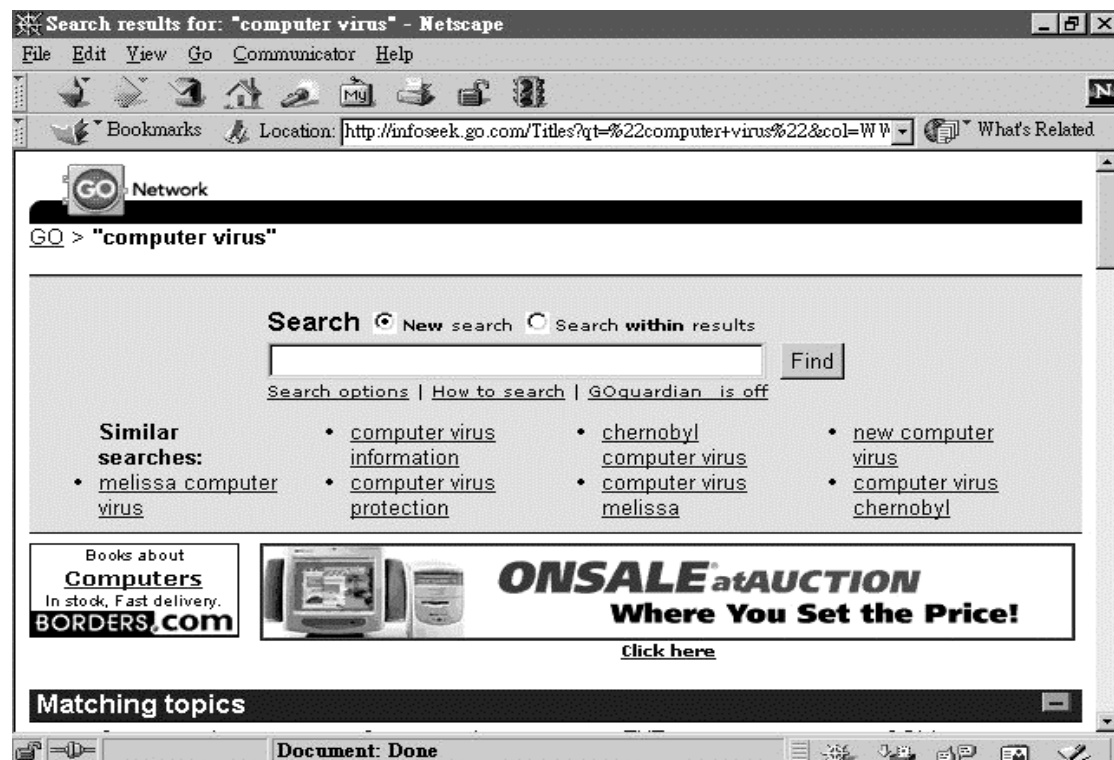 Search results for: "computer virus" - Netscape
File Edit View Go Communicator Help
My
N
Bookmarks Location: http://infoseek.go.com/Titles?qt=%22computer+virus%22&col=WW What's Related
GO Network
GO > "computer virus"
Search New search Search within results
Find
Search options | How to search | GOguardian is off
Similar searches:
• melissa computer virus
• computer virus information
• computer virus protection
• chernobyl computer virus
• computer virus melissa
• new computer virus
• computer virus chernobyl
Books about
Computers
In stock, Fast delivery.
BORDERS.com
ONSALE atAUCTION
Where You Set the Price!
Click here
Matching topics
Document: Done